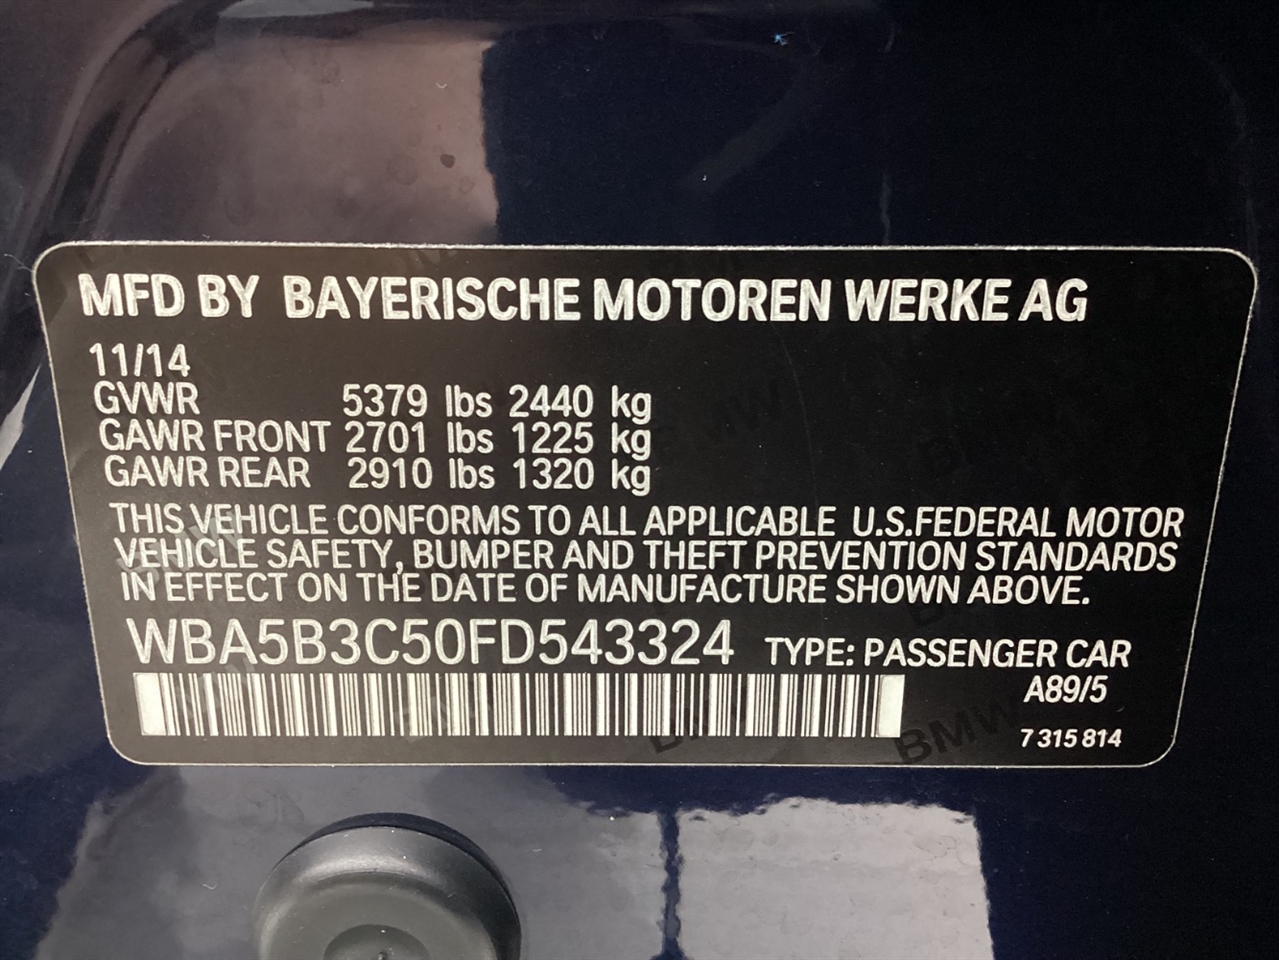 MFD BY BAYERISCHE MOTOREN WERKE AG
11/14
GVWR 5379 lbs 2440 kg
GAWR FRONT 2701 lbs 1225 kg
GAWR REAR 2910 lbs 1320 kg
THIS VEHICLE CONFORMS TO ALL APPLICABLE U.S.FEDERAL MOTOR
VEHICLE SAFETY, BUMPER AND THEFT PREVENTION STANDARDS
IN EFFECT ON THE DATE OF MANUFACTURE SHOWN ABOVE.
WBA5B3C50FD543324 TYPE: PASSENGER CAR
A89/5
BMW 7 315 814